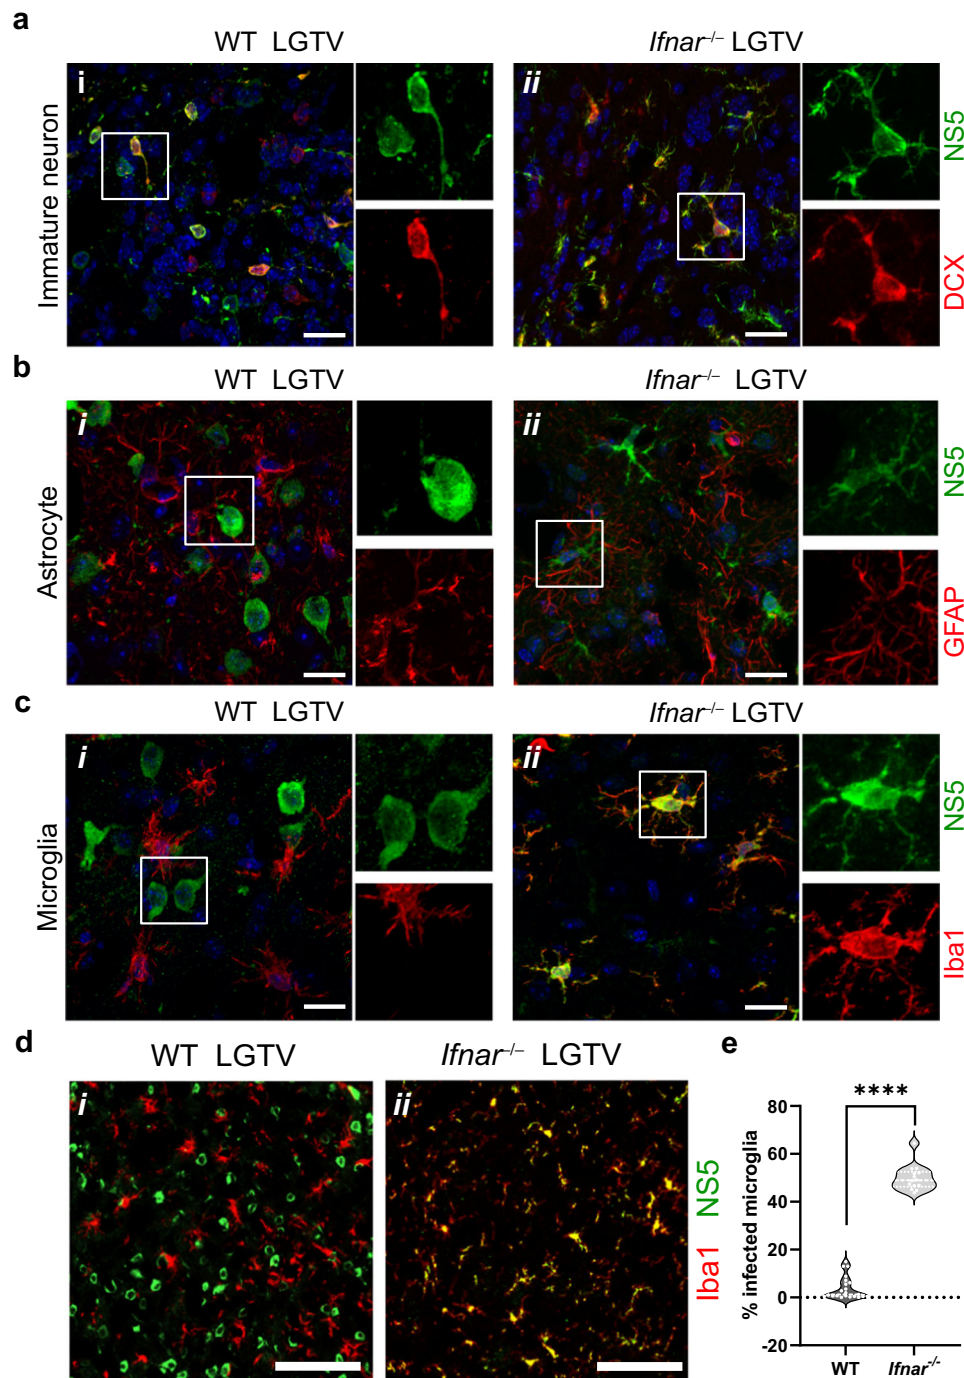 a
WT LGTV
Ifnar–/– LGTV
Immature neuron
i
ii
NS5
DCX
b
WT LGTV
Ifnar–/– LGTV
Astrocyte
i
ii
NS5
GFAP
c
WT LGTV
Ifnar–/– LGTV
Microglia
i
ii
NS5
Iba1
d
WT LGTV
Ifnar–/– LGTV
i
ii
Iba1 NS5
e
****
% infected microglia
80
60
40
20
0
-20
WT
Ifnar-/-